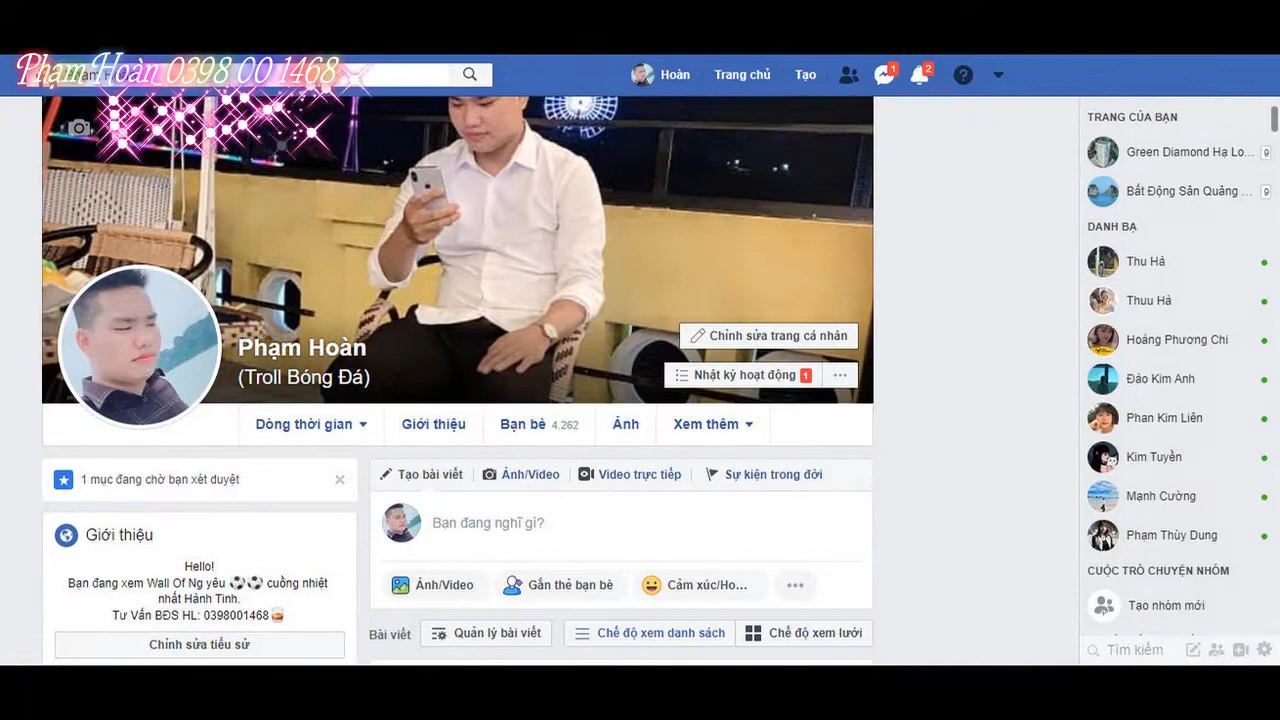 Phạm Hoàn 0398 00 1468
Hoàn
Trang chủ
Tạo
1
2
TRANG CỦA BẠN
Green Diamond Hạ Lo...
9
Bất Động Sản Quảng ...
9
DANH BẠ
Thu Hà
Thuu Hà
Hoàng Phương Chi
Đào Kim Anh
Phan Kim Liên
Kim Tuyền
Mạnh Cường
Phạm Thùy Dung
CUỘC TRÒ CHUYỆN NHÓM
Tạo nhóm mới
Tìm kiếm
Phạm Hoàn
(Troll Bóng Đá)
Chỉnh sửa trang cá nhân
Nhật ký hoạt động 1
Dòng thời gian
Giới thiệu
Bạn bè 4.262
Ảnh
Xem thêm
1 mục đang chờ bạn xét duyệt
Giới thiệu
Hello!
Bạn đang xem Wall Of Ng yêu ⚽⚽ cuồng nhiệt
nhất Hành Tinh.
Tư Vấn BĐS HL: 0398001468
Chỉnh sửa tiểu sử
Tạo bài viết
Ảnh/Video
Video trực tiếp
Sự kiện trong đời
Bạn đang nghĩ gì?
Ảnh/Video
Gắn thẻ bạn bè
Cảm xúc/Ho...
Bài viết
Quản lý bài viết
Chế độ xem danh sách
Chế độ xem lưới